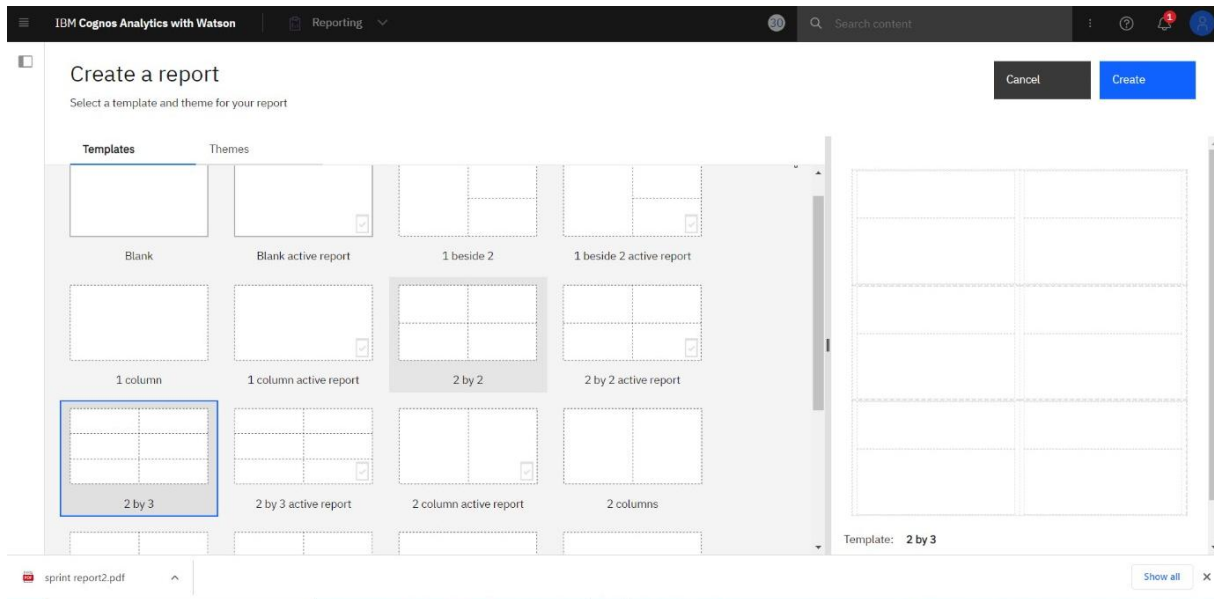 IBM Cognos Analytics with Watson
Reporting
30
Search content
1
Create a report
Cancel
Create
Select a template and theme for your report
Templates
Themes
Blank
Blank active report
1 beside 2
1 beside 2 active report
1 column
1 column active report
2 by 2
2 by 2 active report
2 by 3
2 by 3 active report
2 column active report
2 columns
Template: 2 by 3
sprint report2.pdf
Show all